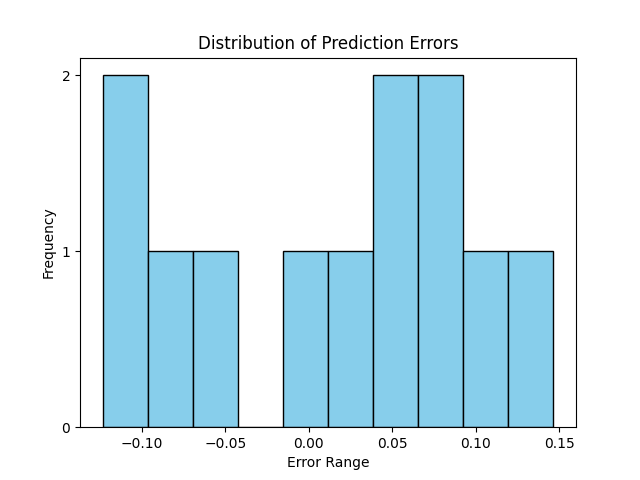 Distribution of Prediction Errors
2
1
0
Frequency
−0.10 −0.05 0.00 0.05 0.10 0.15
Error Range